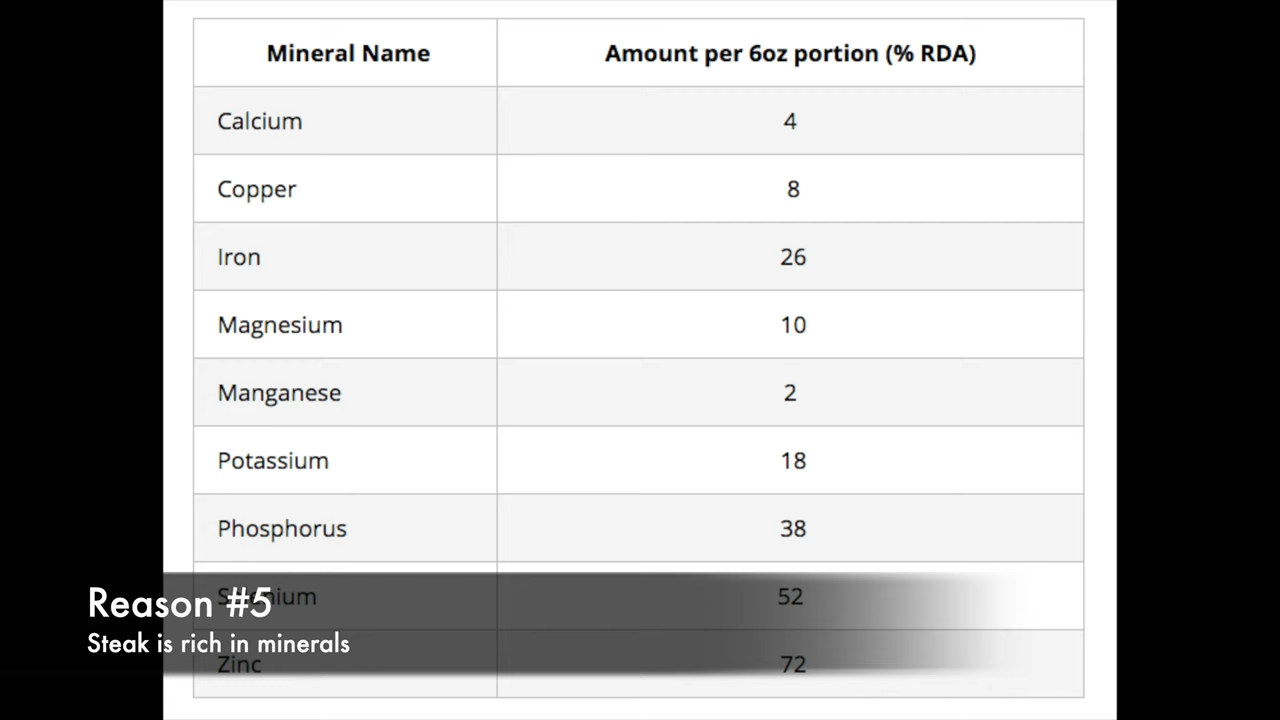 Mineral Name Amount per 6oz portion (% RDA)
Calcium 4
Copper 8
Iron 26
Magnesium 10
Manganese 2
Potassium 18
Phosphorus 38
52
Reason #5
Steak is rich in minerals
Zinc 72